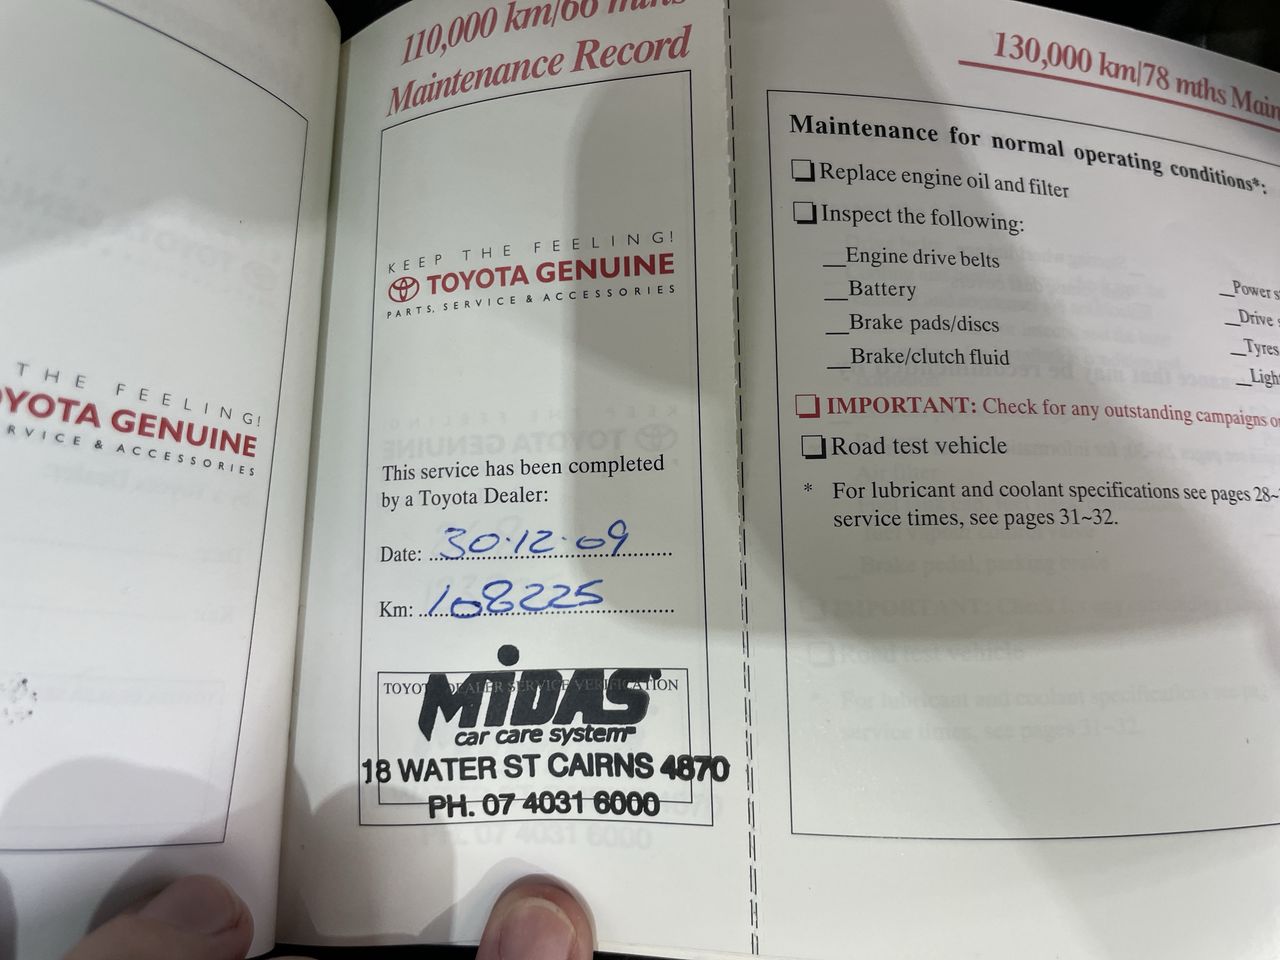 THE FEELING!
TOYOTA GENUINE
SERVICE & ACCESSORIES
110,000 km/66 mths
Maintenance Record
KEEP THE FEELING!
TOYOTA GENUINE
PARTS, SERVICE & ACCESSORIES
This service has been completed
by a Toyota Dealer:
Date: 30.12.09
Km: 108225
TOYOTA DEALER SERVICE VERIFICATION
MiDAS
car care system
18 WATER ST CAIRNS 4870
PH. 07 4031 6000
130,000 km/78 mths
Maintenance for normal operating conditions*:
Replace engine oil and filter
Inspect the following:
Engine drive belts
Battery
Brake pads/discs
Brake/clutch fluid
Power
Drive
Tyres
IMPORTANT: Check for any outstanding campaigns
Road test vehicle
* For lubricant and coolant specifications see pages 28~
service times, see pages 31~32.